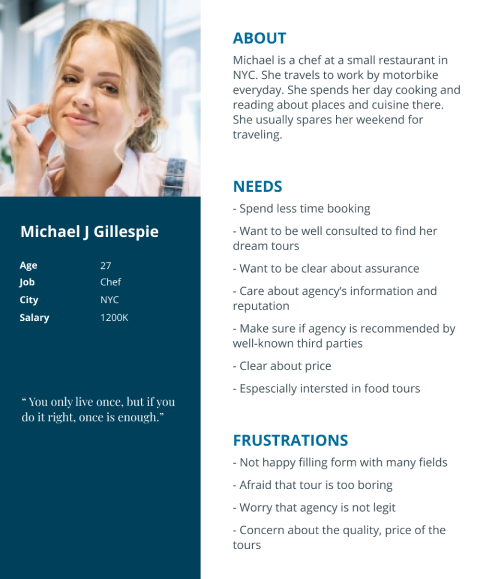 Michael J Gillespie
Age 27
Job Chef
City NYC
Salary 1200K
“ You only live once, but if you
do it right, once is enough.”
ABOUT
Michael is a chef at a small restaurant in
NYC. She travels to work by motorbike
everyday. She spends her day cooking and
reading about places and cuisine there.
She usually spares her weekend for
traveling.
NEEDS
- Spend less time booking
- Want to be well consulted to find her
dream tours
- Want to be clear about assurance
- Care about agency’s information and
reputation
- Make sure if agency is recommended by
well-known third parties
- Clear about price
- Espescially intersted in food tours
FRUSTRATIONS
- Not happy filling form with many fields
- Afraid that tour is too boring
- Worry that agency is not legit
- Concern about the quality, price of the
tours